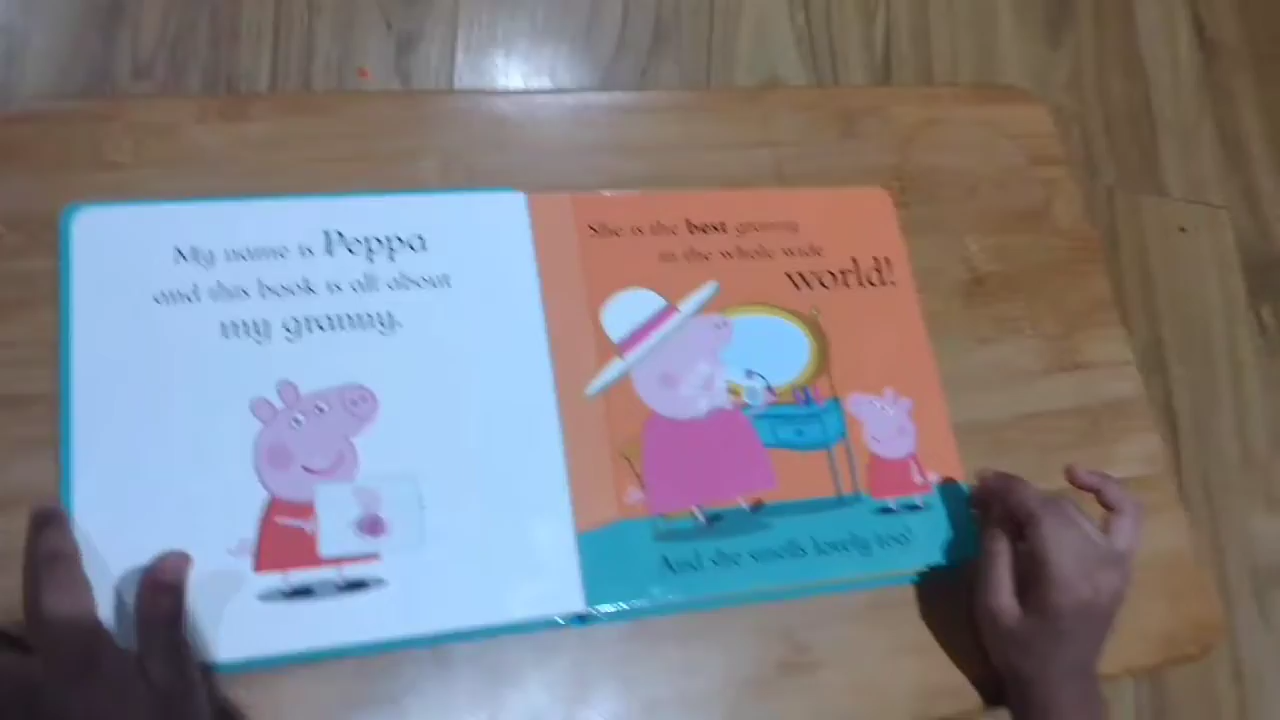 My name is Peppa
and this book is all about
my granny.
She is the best granny
in the whole wide
world!
And she smells lovely too!